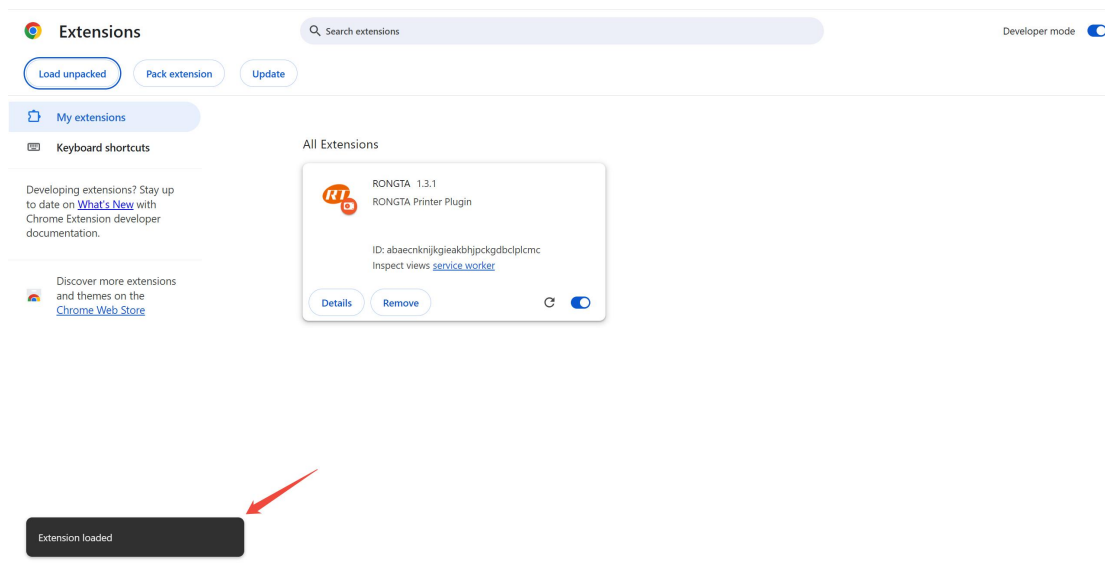 Extensions
Search extensions
Developer mode
Load unpacked
Pack extension
Update
My extensions
Keyboard shortcuts
Developing extensions? Stay up
to date on What's New with
Chrome Extension developer
documentation.
Discover more extensions
and themes on the
Chrome Web Store
All Extensions
RT
RONGTA 1.3.1
RONGTA Printer Plugin
ID: abaecnknijkgieakbhjpckgdbclplcmc
Inspect views service worker
Details
Remove
Extension loaded